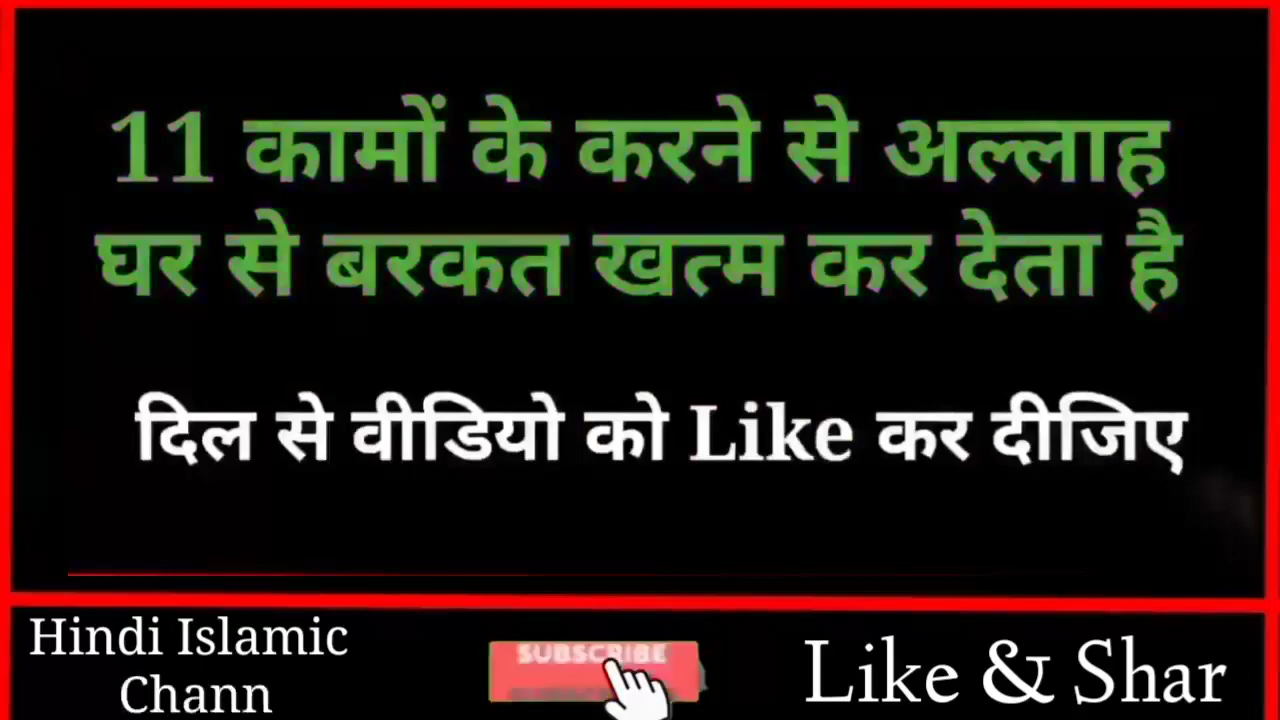 11 कामों के करने से अल्लाह
घर से बरकत खत्म कर देता है
दिल से वीडियो को Like कर दीजिए
Hindi Islamic
Chann
SUBSCRIBE
Like & Shar